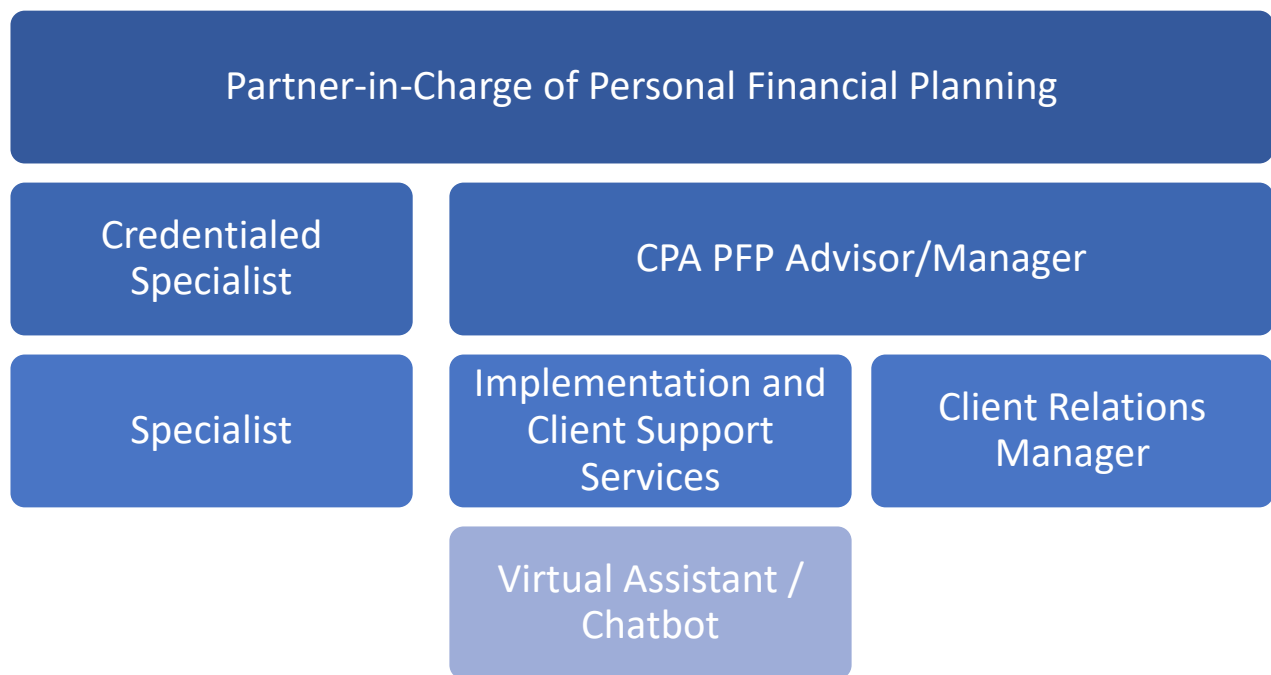 Partner-in-Charge of Personal Financial Planning
Credentialed
Specialist
CPA PFP Advisor/Manager
Specialist
Implementation and
Client Support
Services
Client Relations
Manager
Virtual Assistant /
Chatbot